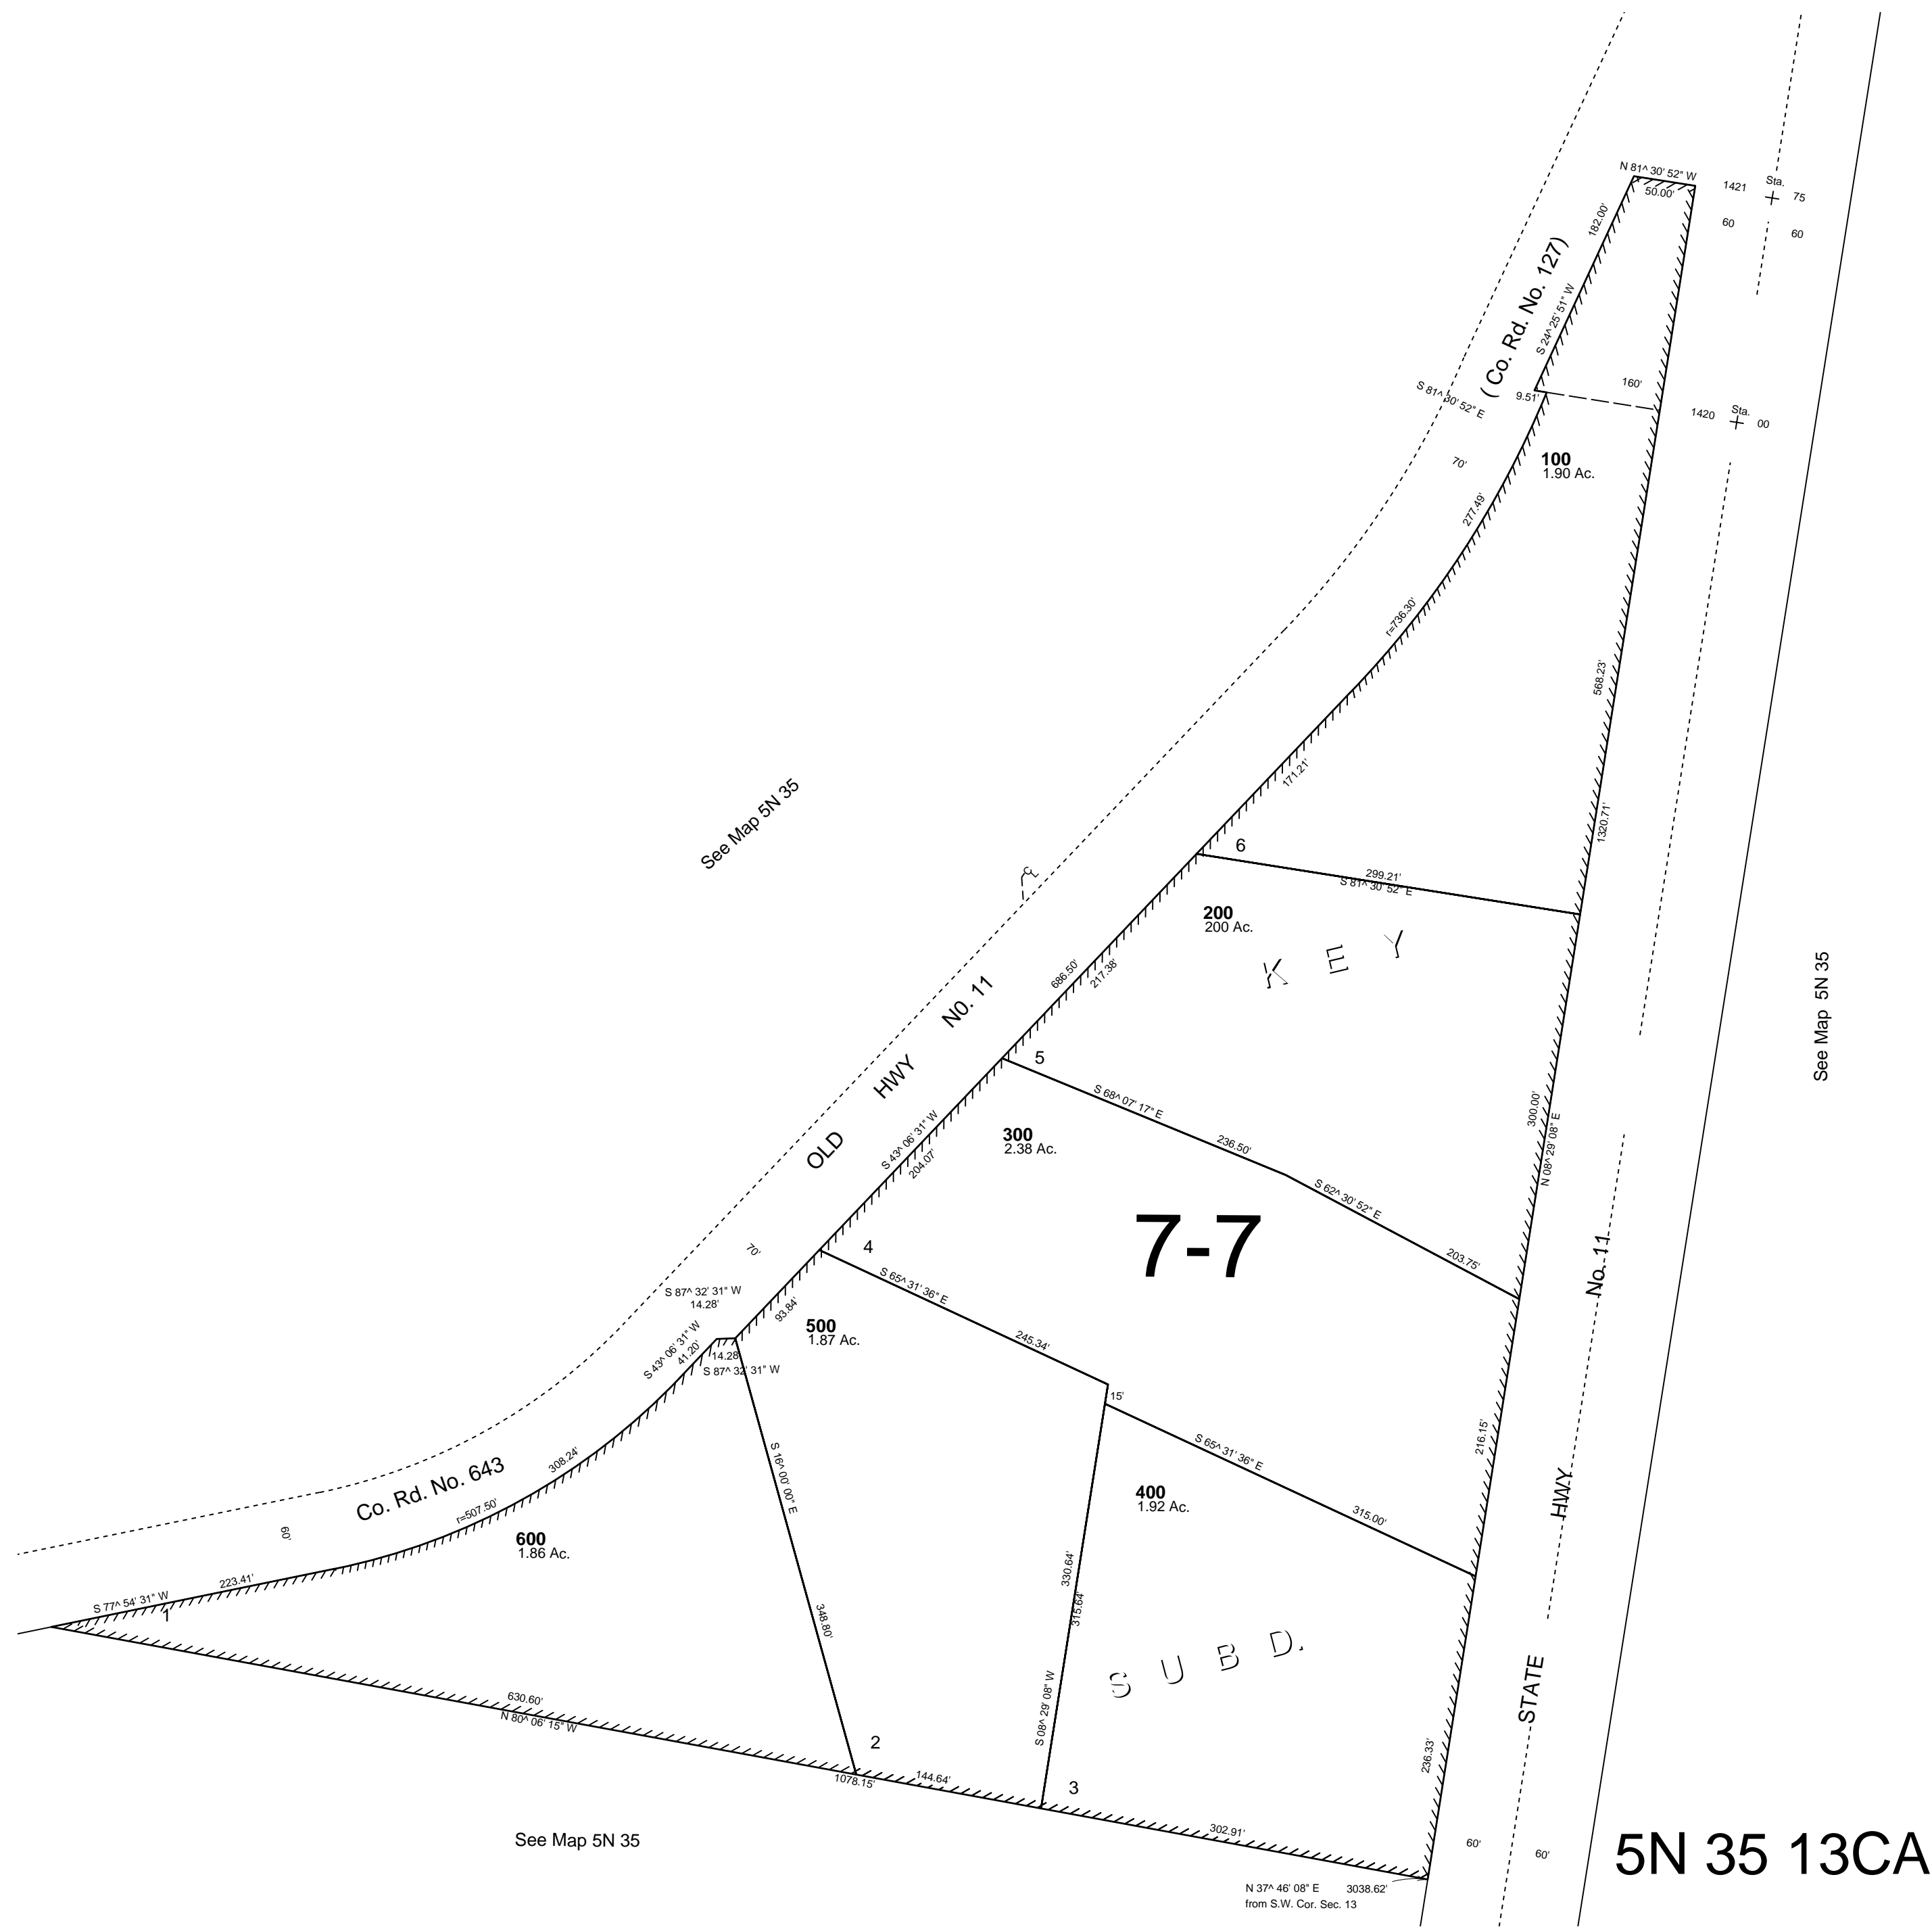 N 81^ 30' 52" W
50.00'
1421
Sta.
75
60
60
182.00'
S 24^ 25' 51" W
( Co. Rd. No. 127)
S 81^ 30' 52" E
9.51'
160'
1420
Sta.
00
70'
100
1.90 Ac.
277.49'
r=736.30'
568.23'
171.21'
1320.71'
See Map 5N 35
6
299.21'
S 81^ 30' 52" E
200
200 Ac.
K E Y
686.50'
217.38'
OLD HWY N0. 11
See Map 5N 35
5
S 68^ 07' 17" E
236.50'
S 62^ 30' 52" E
203.75'
300.00'
N 08^ 29' 08" E
S 43^ 06' 31" W
204.07'
300
2.38 Ac.
7-7
4
70'
S 87^ 32' 31" W
14.28'
93.84'
S 43^ 06' 31" W
41.20'
14.28'
S 87^ 32' 31" W
500
1.87 Ac.
S 65^ 31' 36" E
245.34'
15'
S 65^ 31' 36" E
315.00'
216.15'
STATE HWY No. 11
400
1.92 Ac.
Co. Rd. No. 643
308.24'
r=507.50'
60'
600
1.86 Ac.
S 16^ 00' 00" E
348.80'
330.64'
315.64'
S 08^ 29' 08" W
S U B D.
223.41'
S 77^ 54' 31" W
1
630.60'
N 80^ 06' 15" W
2
1078.15'
144.64'
3
302.91'
236.33'
60'
60'
See Map 5N 35
5N 35 13CA
N 37^ 46' 08" E 3038.62'
from S.W. Cor. Sec. 13